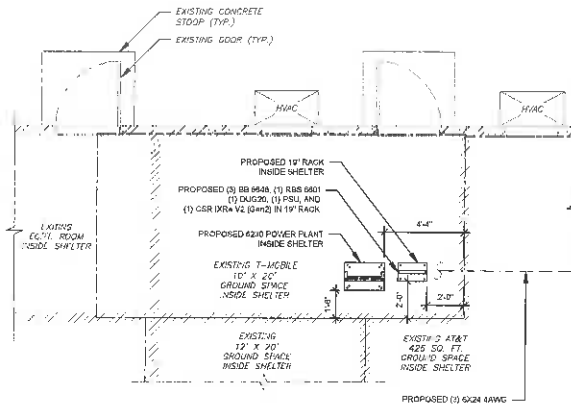 EXISTING CONCRETE
STOOP (TYP.)
EXISTING DOOR (TYP.)
HVAC
HVAC
PROPOSED 19" RACK
INSIDE SHELTER
PROPOSED (3) BB 6648, (1) RBS 6601
(1) DUG20, (1) PSU, AND
(1) CSR IXRe V2 (Gen2) IN 19" RACK
4'-4"
EXITING
EQPT. ROOM
INSIDE SHELTER
PROPOSED 6230 POWER PLANT
INSIDE SHELTER
EXISTING T-MOBILE
10' X 20'
GROUND SPACE
INSIDE SHELTER
1'-6"
2'-0"
2'-0"
EXISTING
12' X 20'
GROUND SPACE
INSIDE SHELTER
EXISTING AT&T
425 SQ. FT.
GROUND SPACE
INSIDE SHELTER
PROPOSED (3) 6X24 4AWG